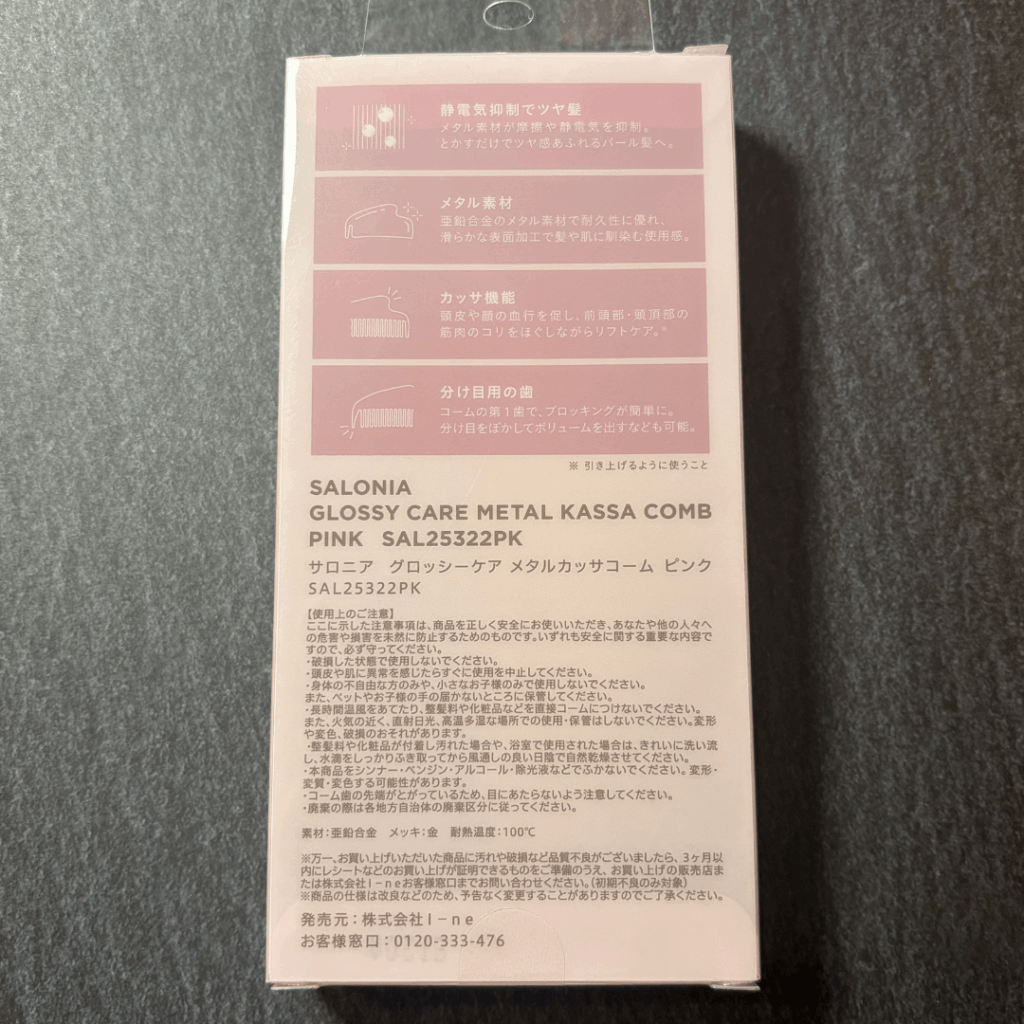 静電気抑制でツヤ髪
メタル素材が摩擦や静電気を抑制。
とかすだけでツヤ感あふれるパール髪へ。
メタル素材
亜鉛合金のメタル素材で耐久性に優れ、
滑らかな表面加工で髪や肌に馴染む使用感。
カッサ機能
頭皮や顔の血行を促し、前頭部・頭頂部の
筋肉のコリをほぐしながらリフトケア。※
分け目用の歯
コームの第1歯で、ブロッキングが簡単に。
分け目をぼかしてボリュームを出すなども可能。
※ 引き上げるように使うこと
SALONIA
GLOSSY CARE METAL KASSA COMB
PINK SAL25322PK
サロニア グロッシーケア メタルカッサコーム ピンク
SAL25322PK
【使用上のご注意】
ここに示した注意事項は、商品を正しく安全にお使いいただき、あなたや他の人々へ
の危害や損害を未然に防止するためのものです。いずれも安全に関する重要な内容で
すので、必ず守ってください。
・破損した状態で使用しないでください。
・頭皮や肌に異常を感じたらすぐに使用を中止してください。
・身体の不自由な方のみや、小さなお子様のみで使用しないでください。
また、ペットやお子様の手の届かないところに保管してください。
・長時間温風をあてたり、整髪料や化粧品などを直接コームにつけないでください。
また、火気の近く、直射日光、高温多湿な場所での使用・保管はしないでください。変形
や変色、破損のおそれがあります。
・整髪料や化粧品が付着し汚れた場合や、浴室で使用された場合は、きれいに洗い流
し、水滴をしっかりふき取ってから風通しの良い日陰で自然乾燥させてください。
・本商品をシンナー・ベンジン・アルコール・除光液などでふかないでください。変形・
変質・変色する可能性があります。
・コーム歯の先端がとがっているため、目にあたらないよう注意してください。
・廃棄の際は各地方自治体の廃棄区分に従ってください。
素材：亜鉛合金 メッキ：金 耐熱温度：100℃
※万一、お買い上げいただいた商品に汚れや破損など品質不良がございましたら、3ヶ月以
内にレシートなどのお買い上げが証明できるものをご準備のうえ、お買い上げの販売店ま
たは株式会社I－neお客様窓口までお問い合わせください。（初期不良のみ対象）
※商品の仕様は改良などのため、予告なく変更することがありますのでご了承ください。
発売元：株式会社I－ne
お客様窓口：0120-333-476